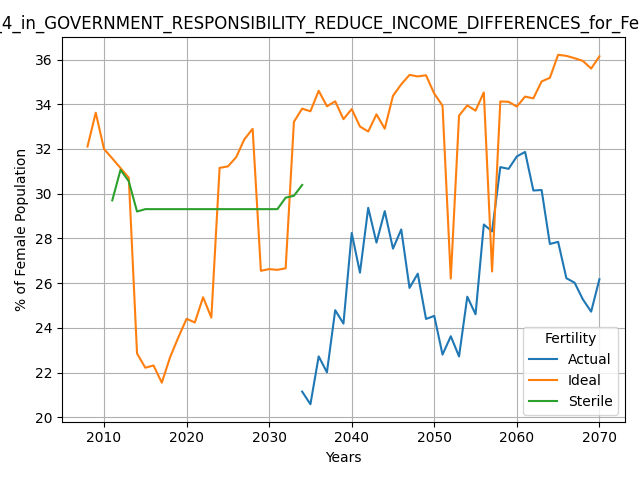 _4_in_GOVERNMENT_RESPONSIBILITY_REDUCE_INCOME_DIFFERENCES_for_Fe
36
34
32
30
28
26
24
22
20
% of Female Population
2010 2020 2030 2040 2050 2060 2070
Years
Fertility
Actual
Ideal
Sterile